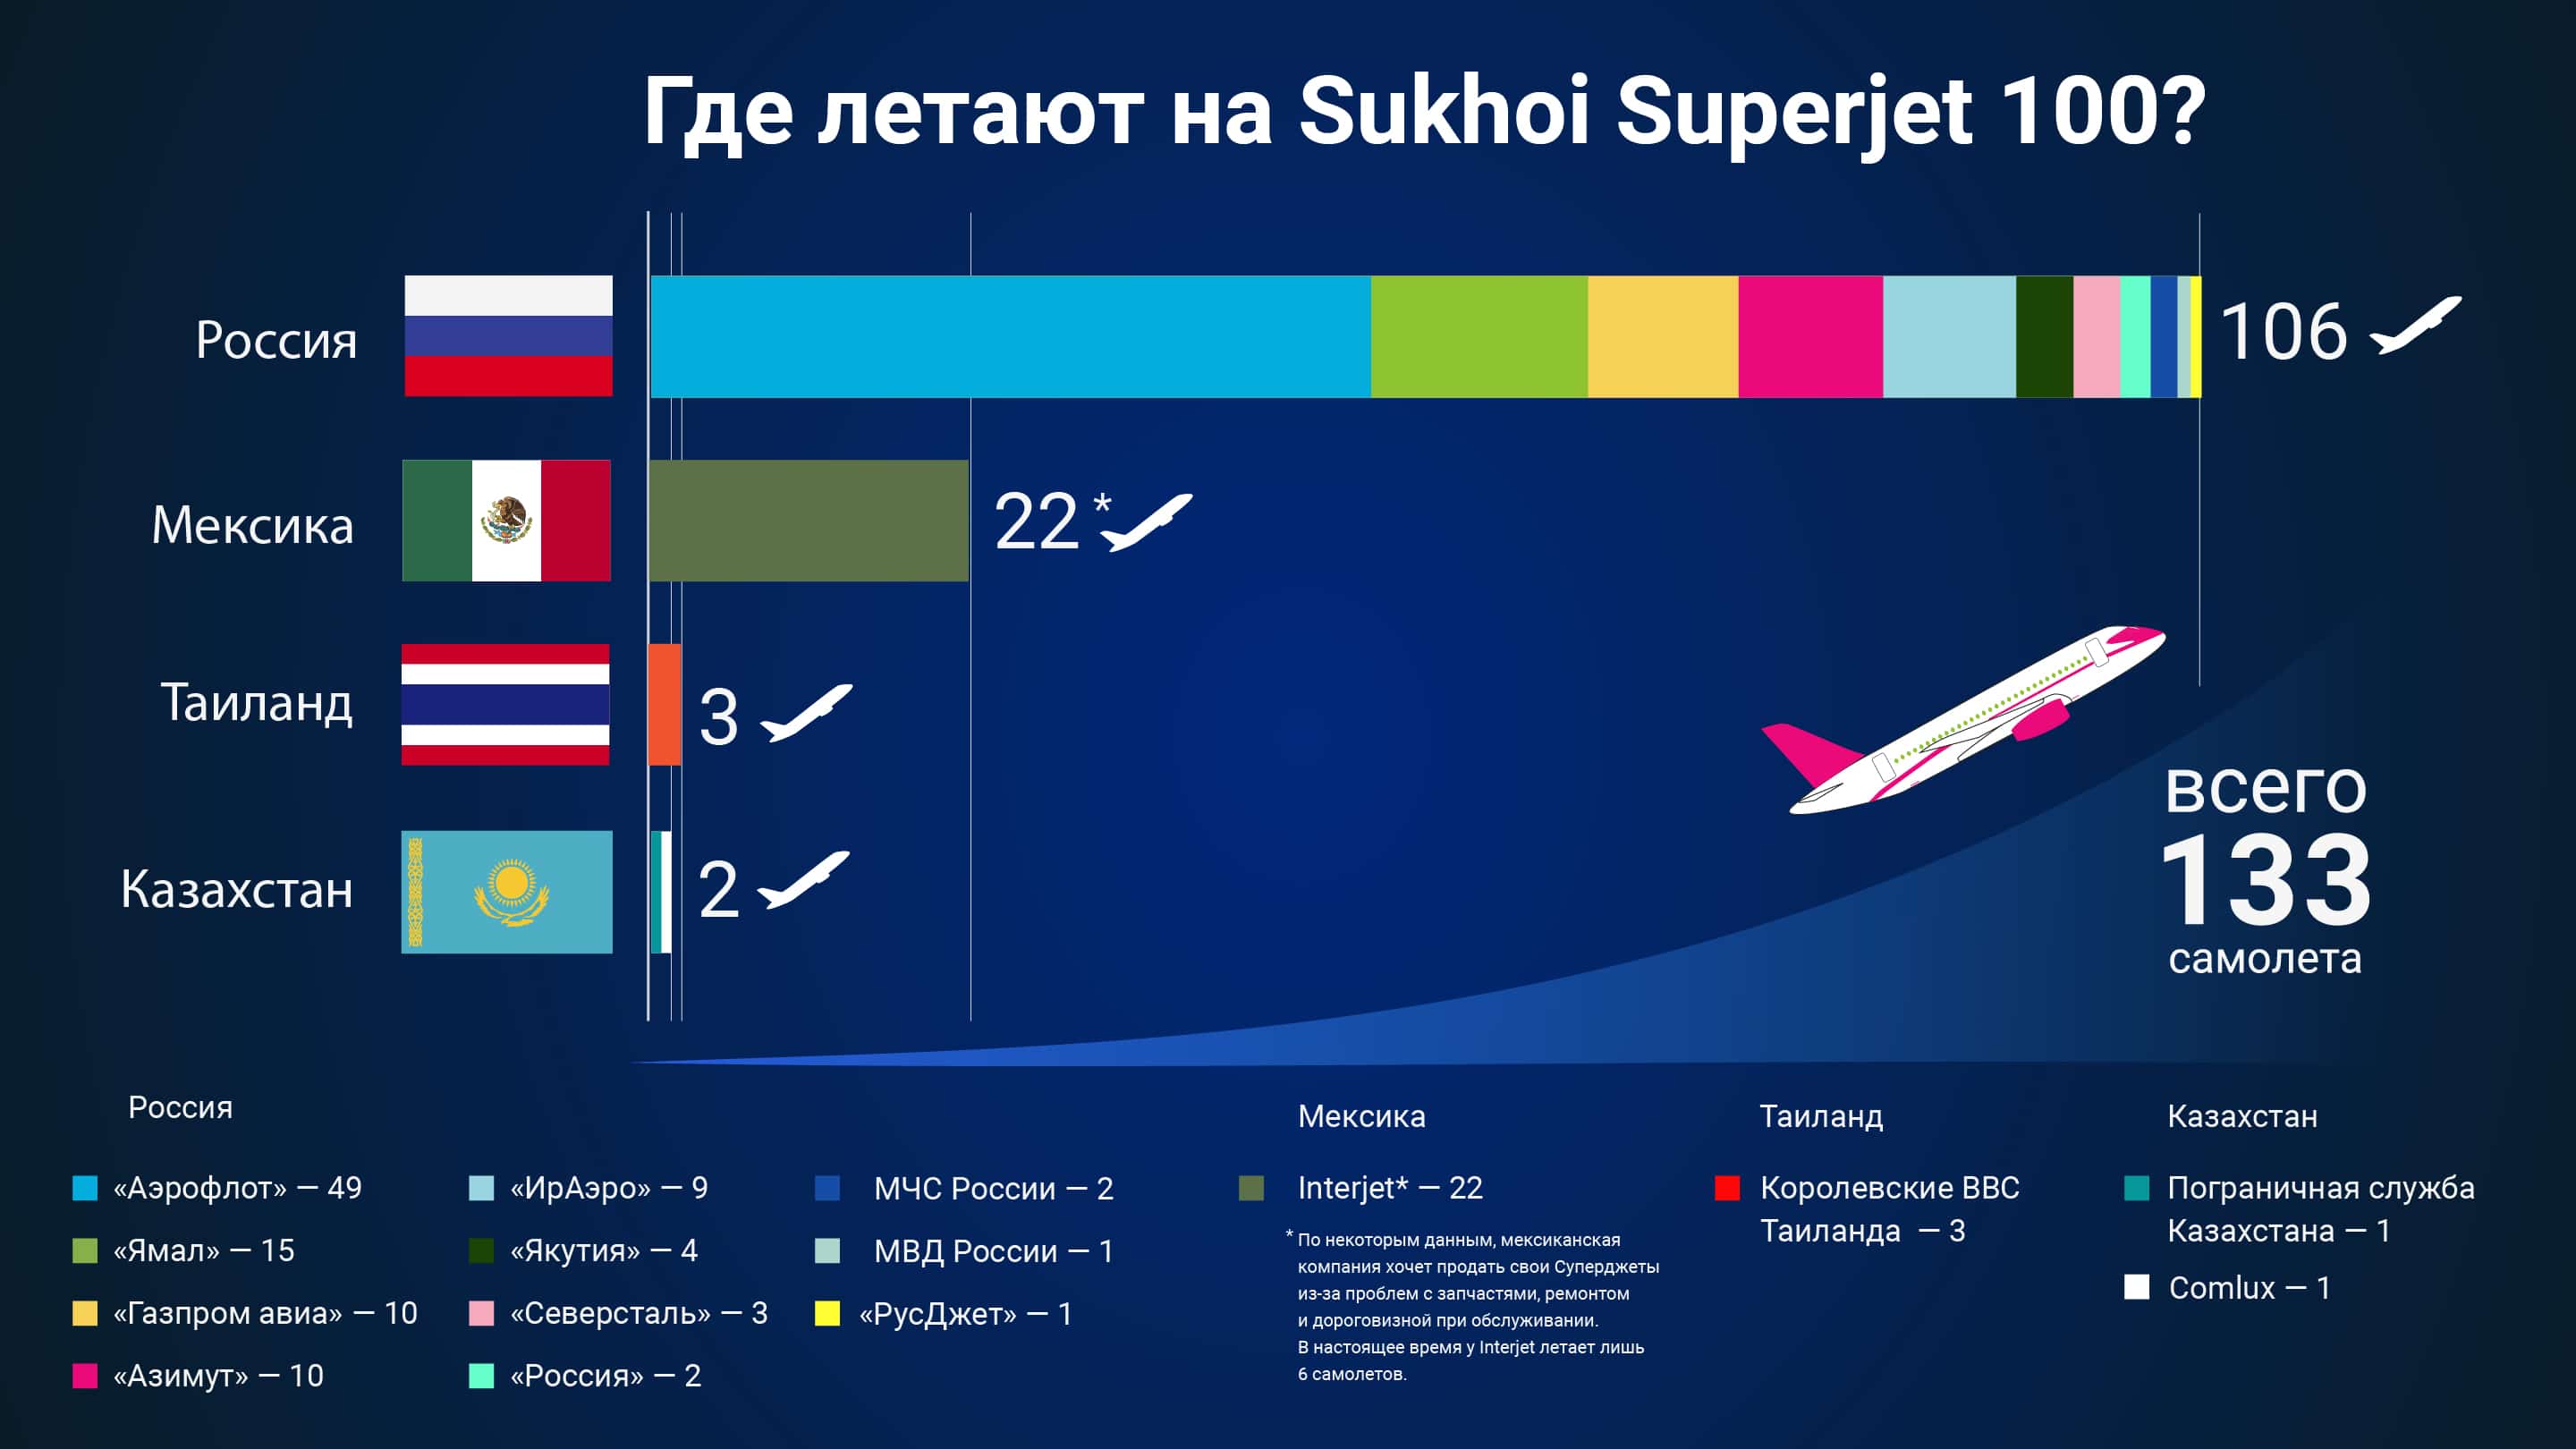 Где летают на Sukhoi Superjet 100?
Россия
106
Мексика
22 *
Таиланд
3
Казахстан
2
всего
133
самолета
Россия
«Аэрофлот» — 49
«Ямал» — 15
«Газпром авиа» — 10
«Азимут» — 10
«ИрАэро» — 9
«Якутия» — 4
«Северсталь» — 3
«Россия» — 2
МЧС России — 2
МВД России — 1
«РусДжет» — 1
Мексика
Interjet* — 22
* По некоторым данным, мексиканская
компания хочет продать свои Суперджеты
из-за проблем с запчастями, ремонтом
и дороговизной при обслуживании.
В настоящее время у Interjet летает лишь
6 самолетов.
Таиланд
Королевские ВВС
Таиланда — 3
Казахстан
Пограничная служба
Казахстана — 1
Comlux — 1